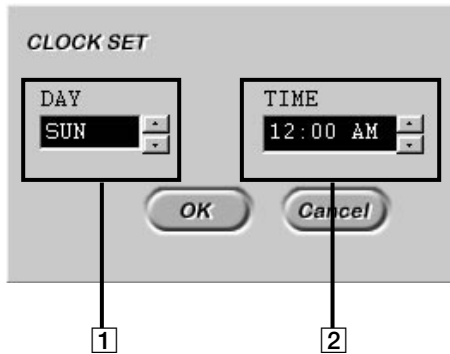 CLOCK SET
DAY TIME
SUN 12:00 AM
OK Cancel
1 2